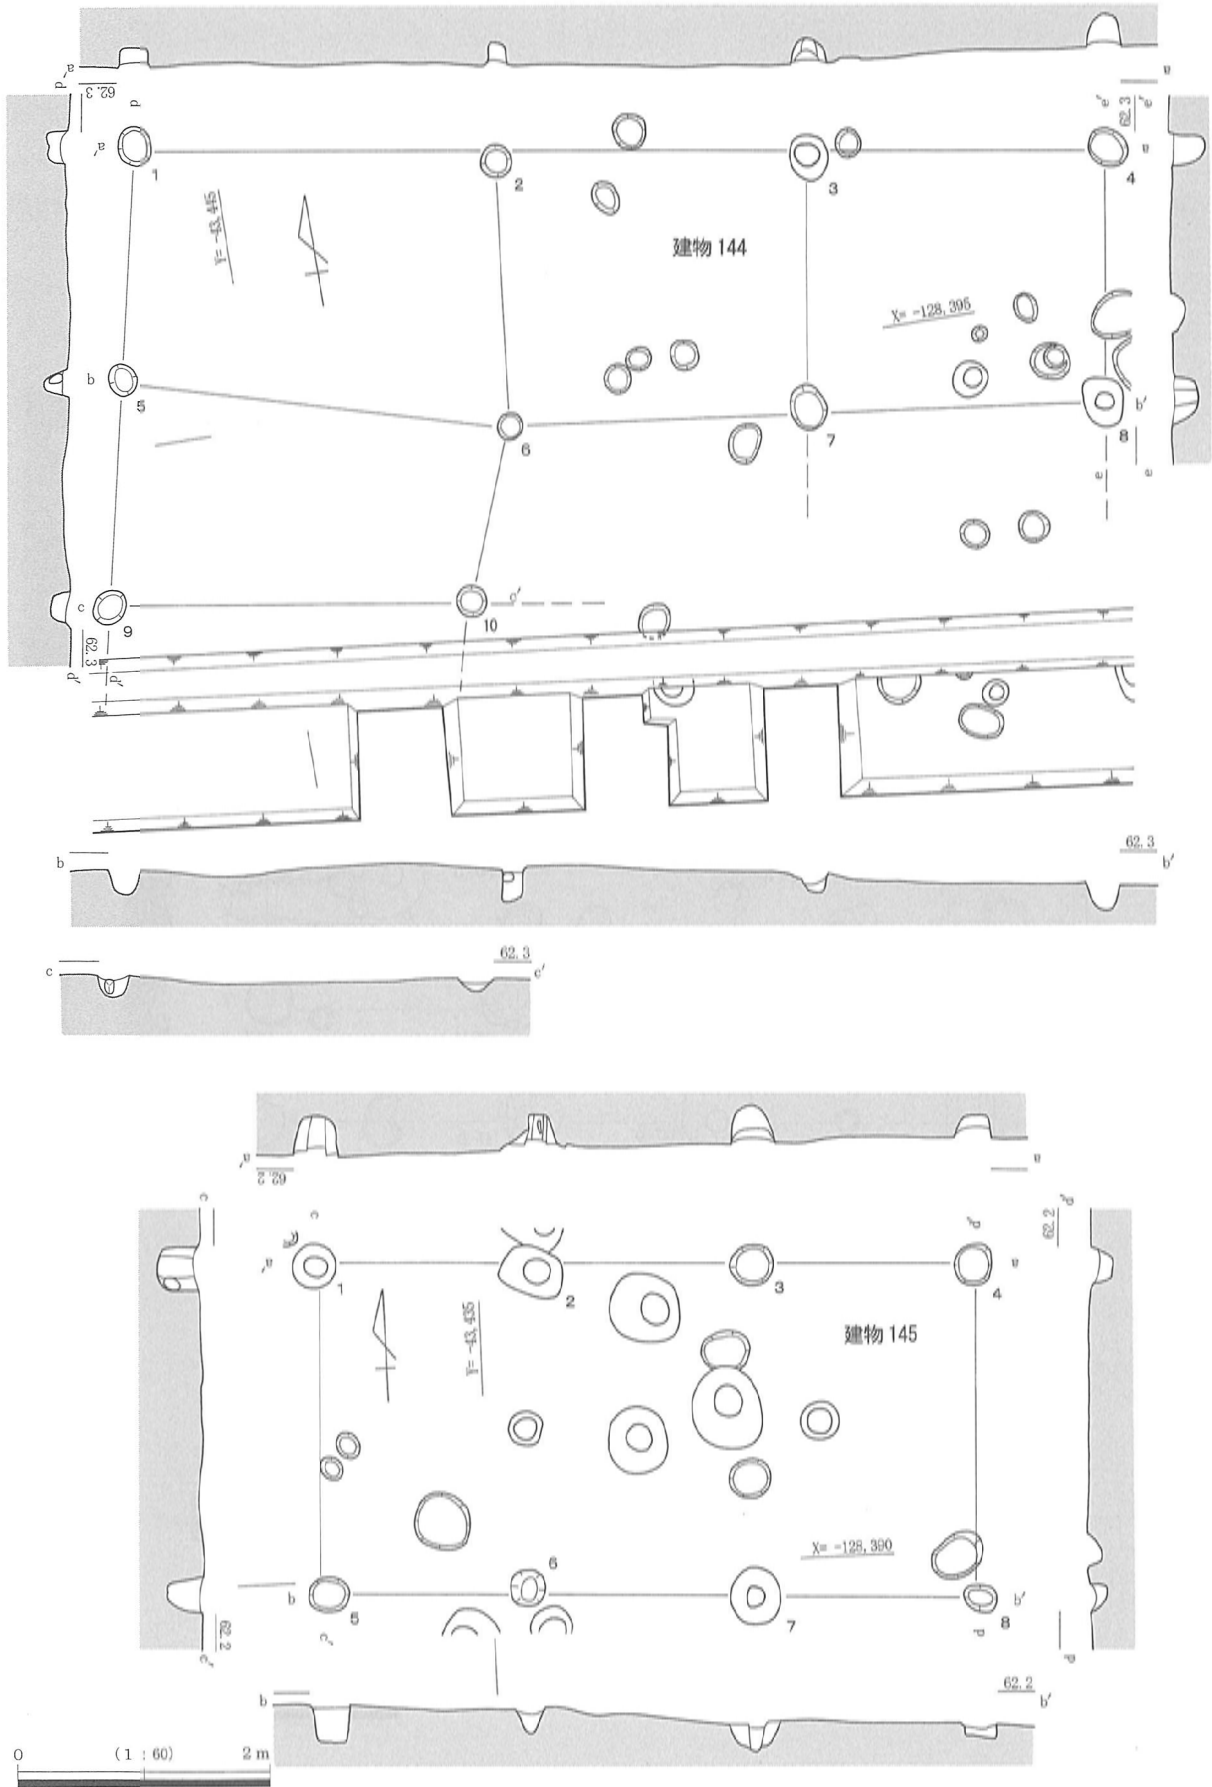 a' a
d' 62.3 d e' 62.3 e'
a' 1 2 3 4 a
Y= -43,445
建物 144
X= -128,395
b 5 6 7 8 b'
e e
c 9 10 c'
62.3
d' d'
b 62.3 b'
c 62.3 c'
a' 62.2 a
c c d' 62.2 d'
a' 1 2 3 4 a
Y= -43,435
建物 145
X= -128,390
b 5 6 7 8 b'
c' 62.2 c' d d
b 62.2 b'
0 (1 : 60) 2 m